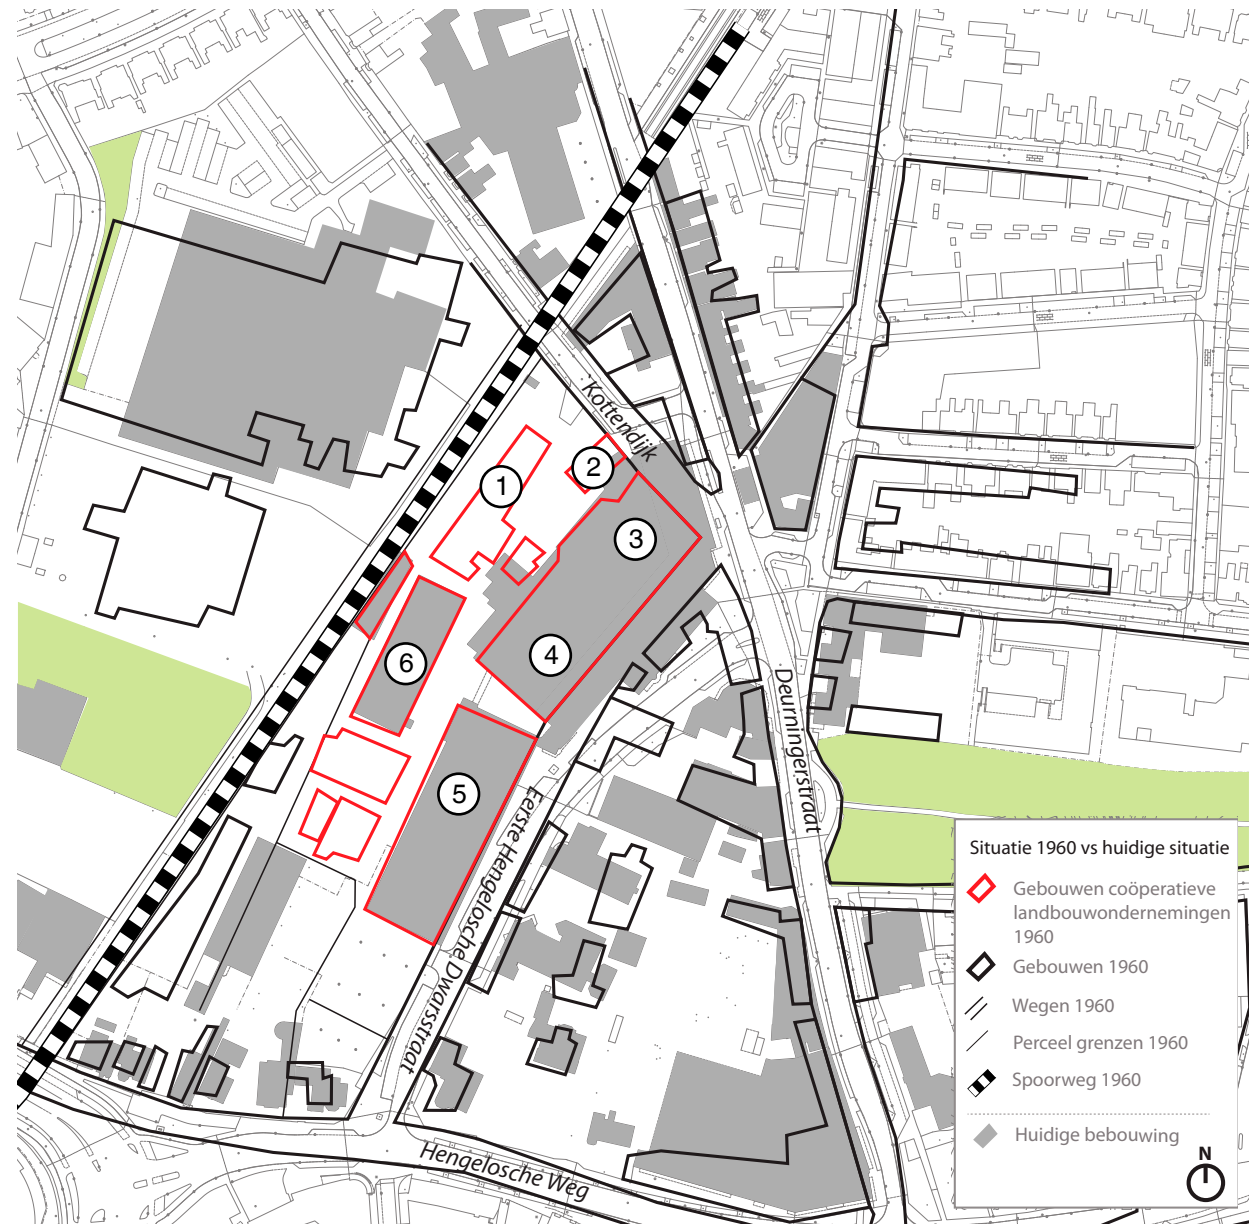 Kottendijk
1
2
3
4
6
5
Deurningerstraat
Eerste Hengelosche Dwarsstraat
Hengelosche Weg
Situatie 1960 vs huidige situatie
Gebouwen coöperatieve
landbouwondernemingen
1960
Gebouwen 1960
Wegen 1960
Perceel grenzen 1960
Spoorweg 1960
Huidige bebouwing
N